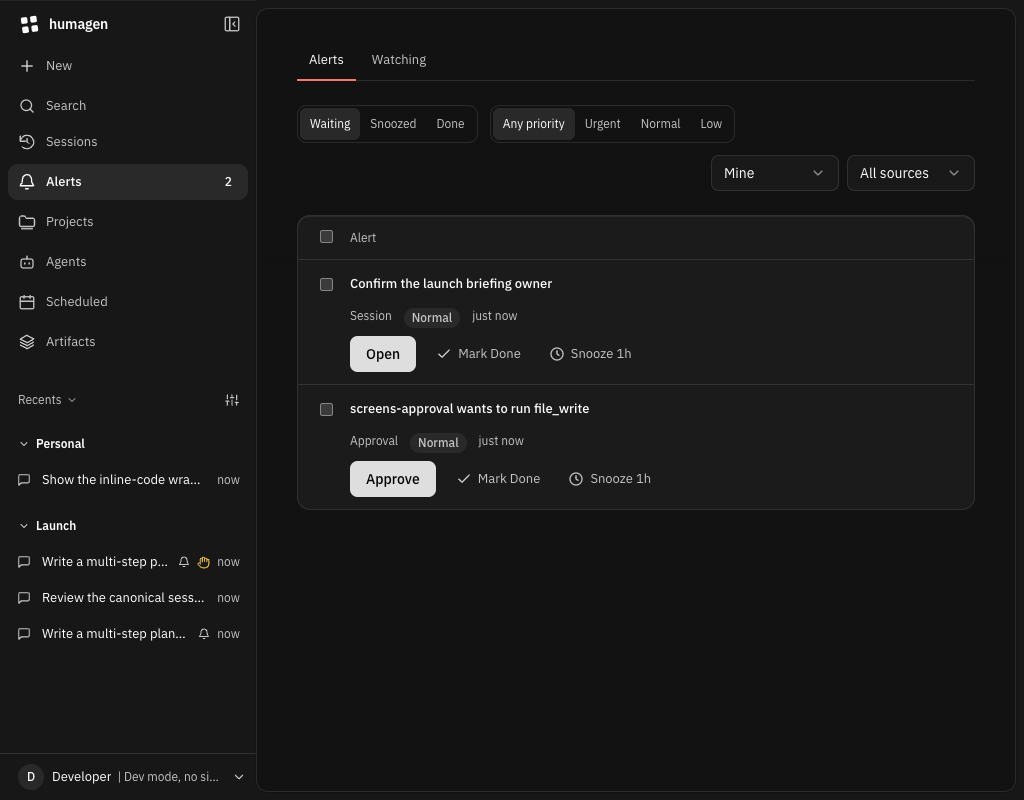 humagen
New
Search
Sessions
Alerts 2
Projects
Agents
Scheduled
Artifacts
Recents
Personal
Show the inline-code wra... now
Launch
Write a multi-step p... now
Review the canonical sess... now
Write a multi-step plan... now
D Developer | Dev mode, no si...
Alerts Watching
Waiting Snoozed Done Any priority Urgent Normal Low
Mine All sources
Alert
Confirm the launch briefing owner
Session Normal just now
Open Mark Done Snooze 1h
screens-approval wants to run file_write
Approval Normal just now
Approve Mark Done Snooze 1h